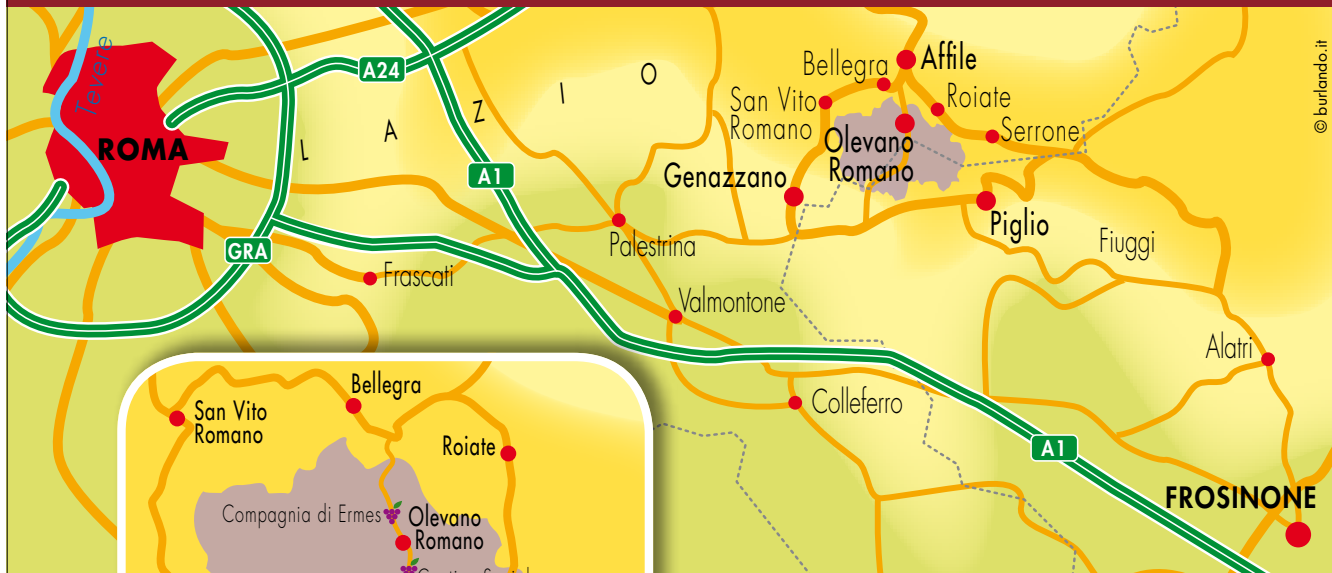 © burlando.it
Tevere
ROMA
A24
L A Z I O
A1
GRA
Frascati
Palestrina
Valmontone
Colleferro
Genazzano
San Vito
Romano
Bellegra
Affile
Roiate
Serrone
Olevano
Romano
Piglio
Fiuggi
Alatri
A1
FROSINONE
San Vito
Romano
Bellegra
Roiate
Compagnia di Ermes
Olevano
Romano